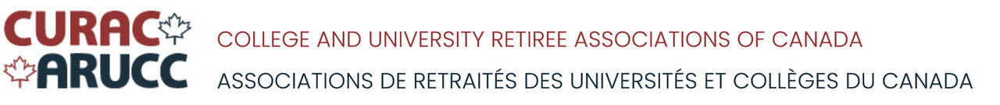 CURAC
COLLEGE AND UNIVERSITY RETIREE ASSOCIATIONS OF CANADA
ARUCC
ASSOCIATIONS DE RETRAITÉS DES UNIVERSITÉS ET COLLÈGES DU CANADA